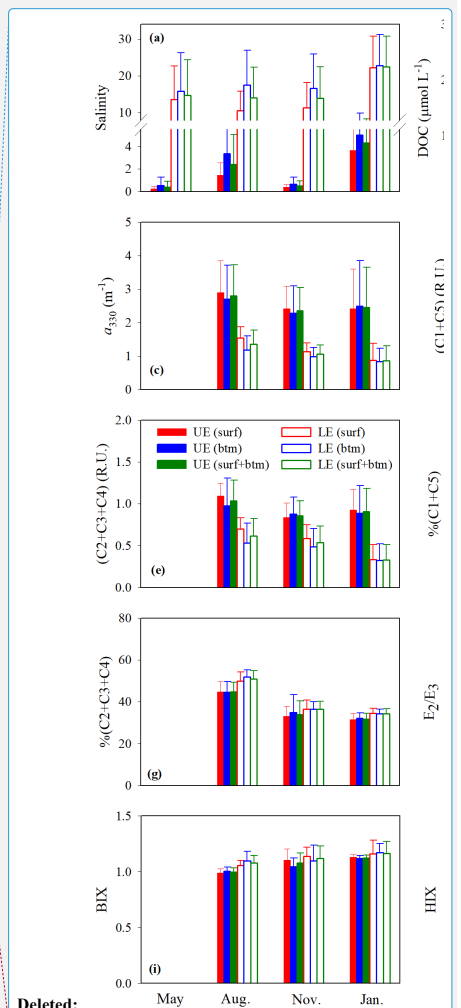 (a)
30
20
10
4
2
0
Salinity
DOC (μmol L⁻¹)
5
4
3
2
1
0
a₃₃₀ (m⁻¹)
(c)
(C1+C5) (R.U.)
2.0
1.5
1.0
0.5
0.0
(C2+C3+C4) (R.U.)
UE (surf) LE (surf)
UE (btm) LE (btm)
UE (surf+btm) LE (surf+btm)
(e)
%(C1+C5)
80
60
40
20
0
%(C2+C3+C4)
(g)
E₂/E₃
1.5
1.0
0.5
0.0
BIX
(i)
HIX
May Aug. Nov. Jan.
Deleted: